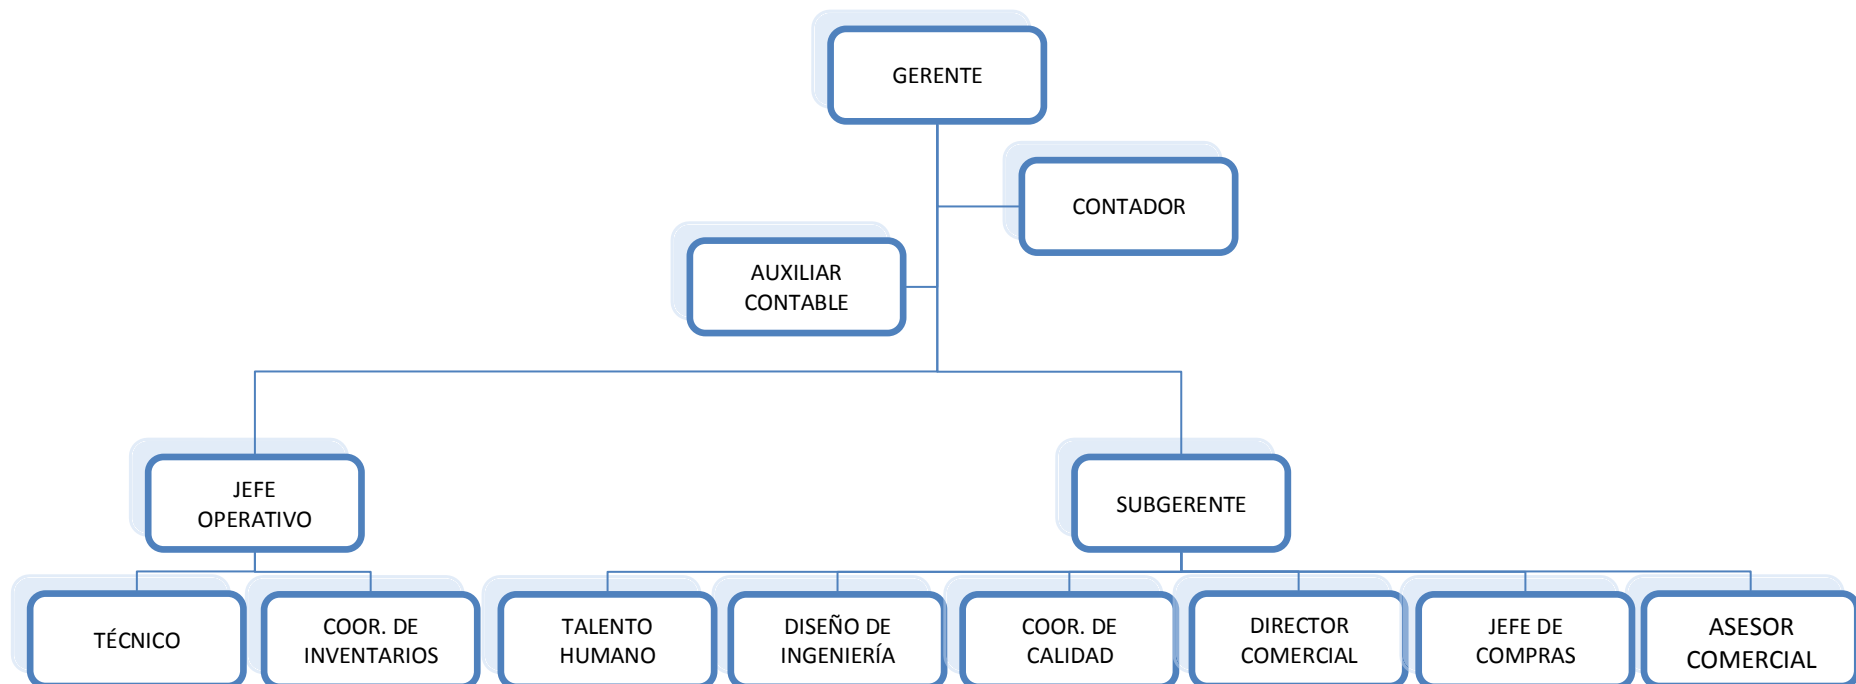 GERENTE
CONTADOR
AUXILIAR
CONTABLE
JEFE
OPERATIVO
SUBGERENTE
TÉCNICO
COOR. DE
INVENTARIOS
TALENTO
HUMANO
DISEÑO DE
INGENIERÍA
COOR. DE
CALIDAD
DIRECTOR
COMERCIAL
JEFE DE
COMPRAS
ASESOR
COMERCIAL